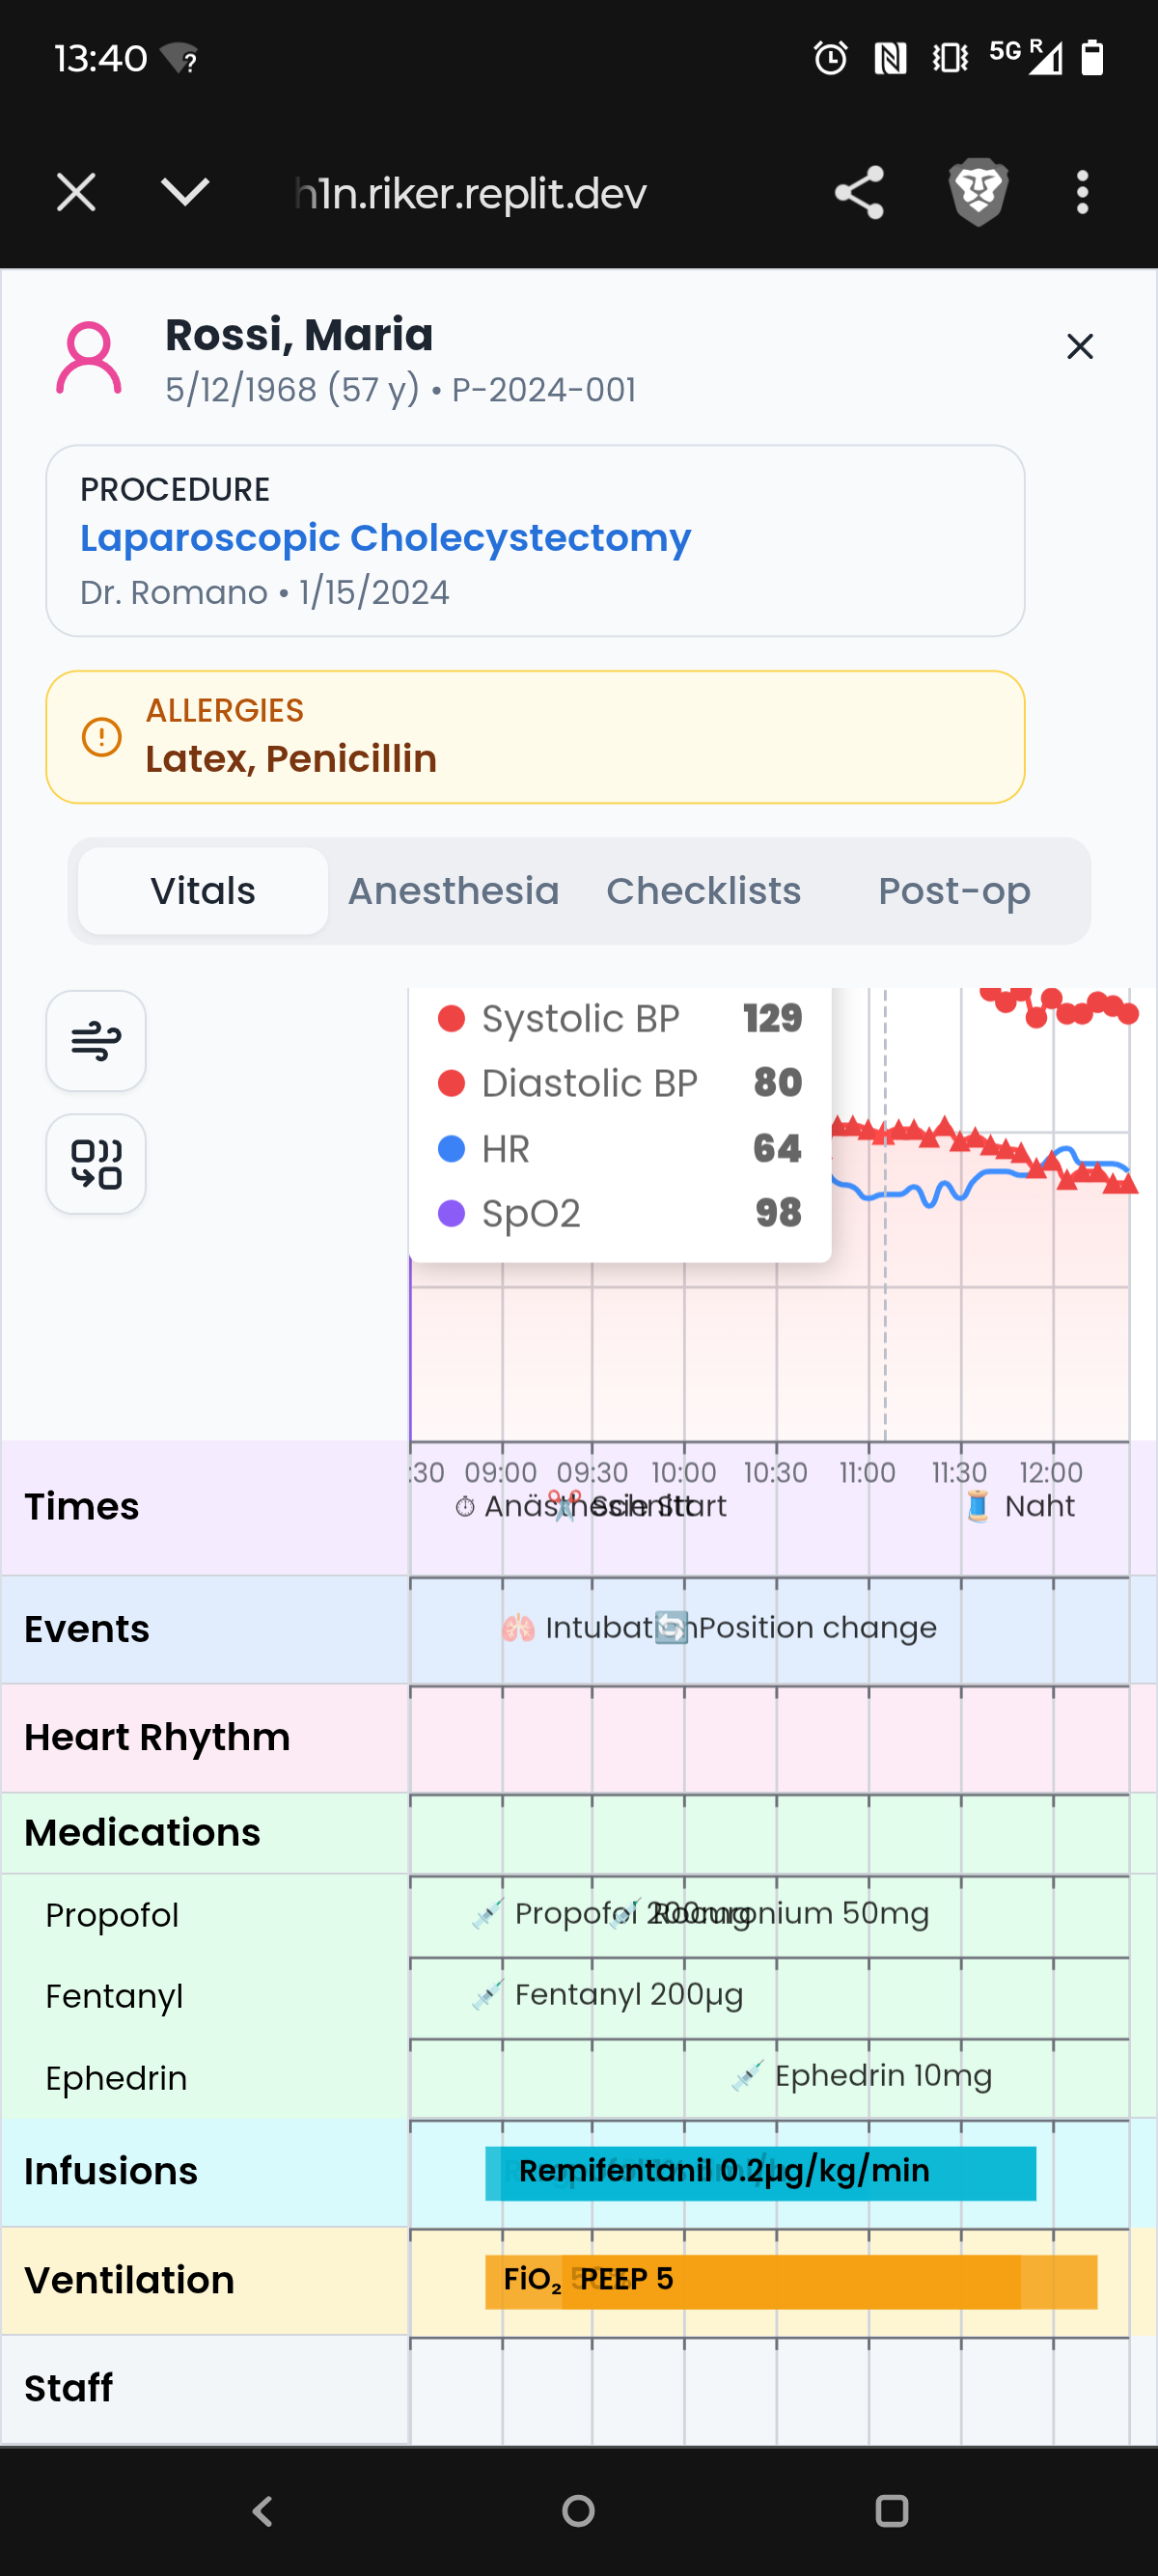 13:40
5G R
h1n.riker.replit.dev
Rossi, Maria
5/12/1968 (57 y) • P-2024-001
PROCEDURE
Laparoscopic Cholecystectomy
Dr. Romano • 1/15/2024
ALLERGIES
Latex, Penicillin
Vitals Anesthesia Checklists Post-op
Systolic BP 129
Diastolic BP 80
HR 64
SpO2 98
:30 09:00 09:30 10:00 10:30 11:00 11:30 12:00
Times
Anästhesie Start
Schnitt
Naht
Events
Position change
Heart Rhythm
Medications
Propofol
Propofol 200mg
Rocuronium 50mg
Fentanyl
Fentanyl 200µg
Ephedrin
Ephedrin 10mg
Infusions
Remifentanil 0.2µg/kg/min
Ventilation
FiO₂
PEEP 5
Staff